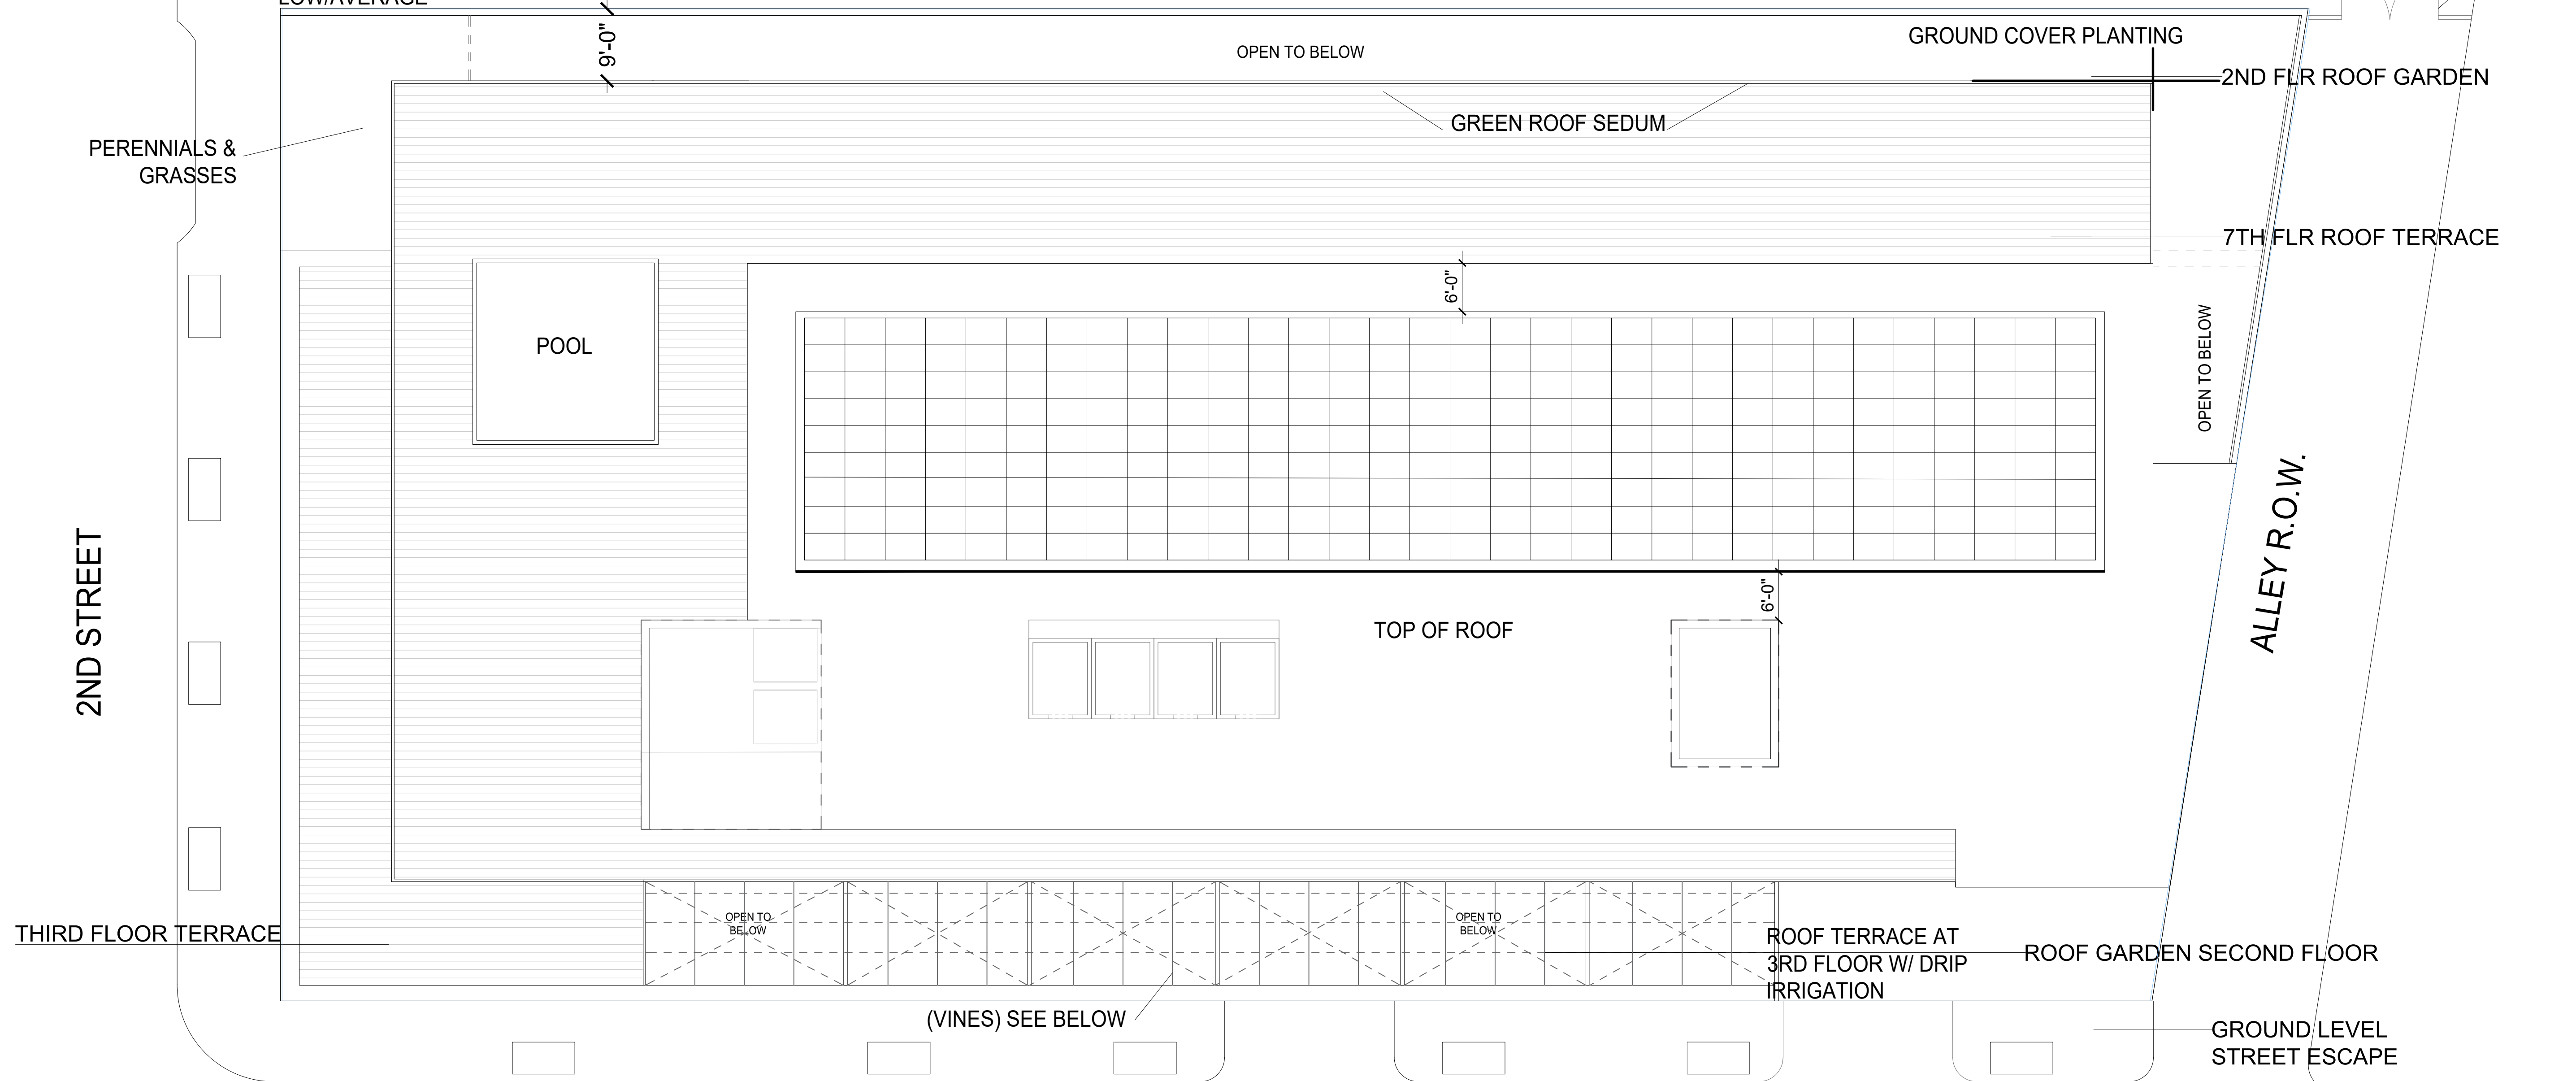 LOW/AVERAGE
9'-0"
OPEN TO BELOW
GROUND COVER PLANTING
2ND FLR ROOF GARDEN
GREEN ROOF SEDUM
PERENNIALS &
GRASSES
7TH FLR ROOF TERRACE
6'-0"
POOL
OPEN TO BELOW
2ND STREET
ALLEY R.O.W.
6'-0"
TOP OF ROOF
OPEN TO
BELOW
OPEN TO
BELOW
THIRD FLOOR TERRACE
ROOF TERRACE AT
3RD FLOOR W/ DRIP
IRRIGATION
ROOF GARDEN SECOND FLOOR
(VINES) SEE BELOW
GROUND LEVEL
STREET ESCAPE